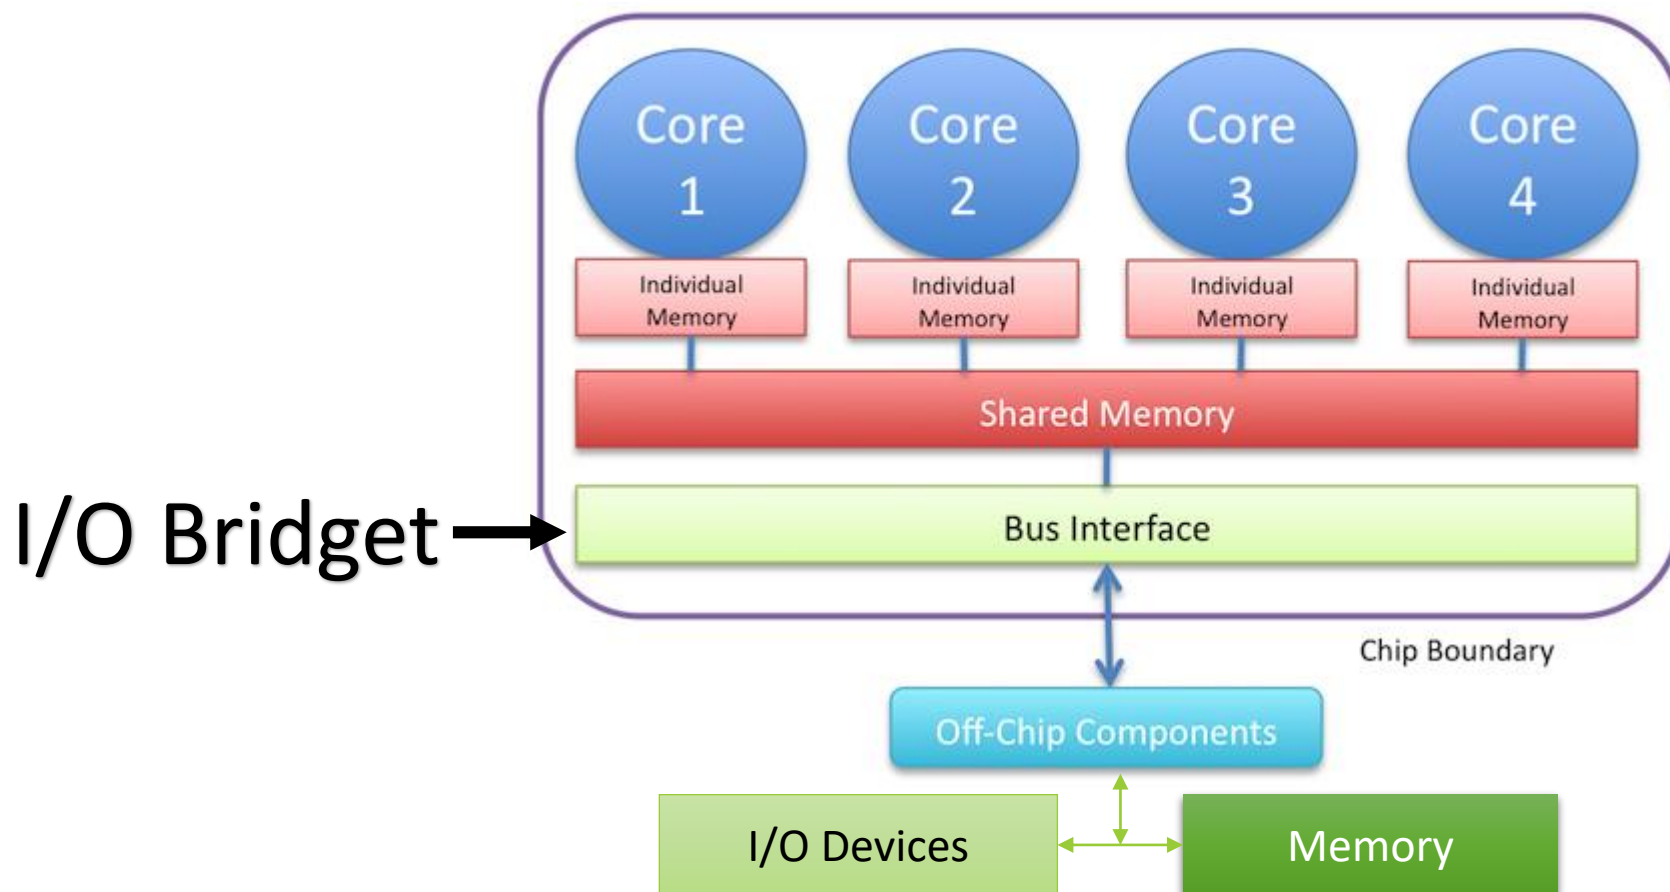 Core
1
Core
2
Core
3
Core
4
Individual
Memory
Individual
Memory
Individual
Memory
Individual
Memory
Shared Memory
I/O Bridget
Bus Interface
Chip Boundary
Off-Chip Components
I/O Devices
Memory